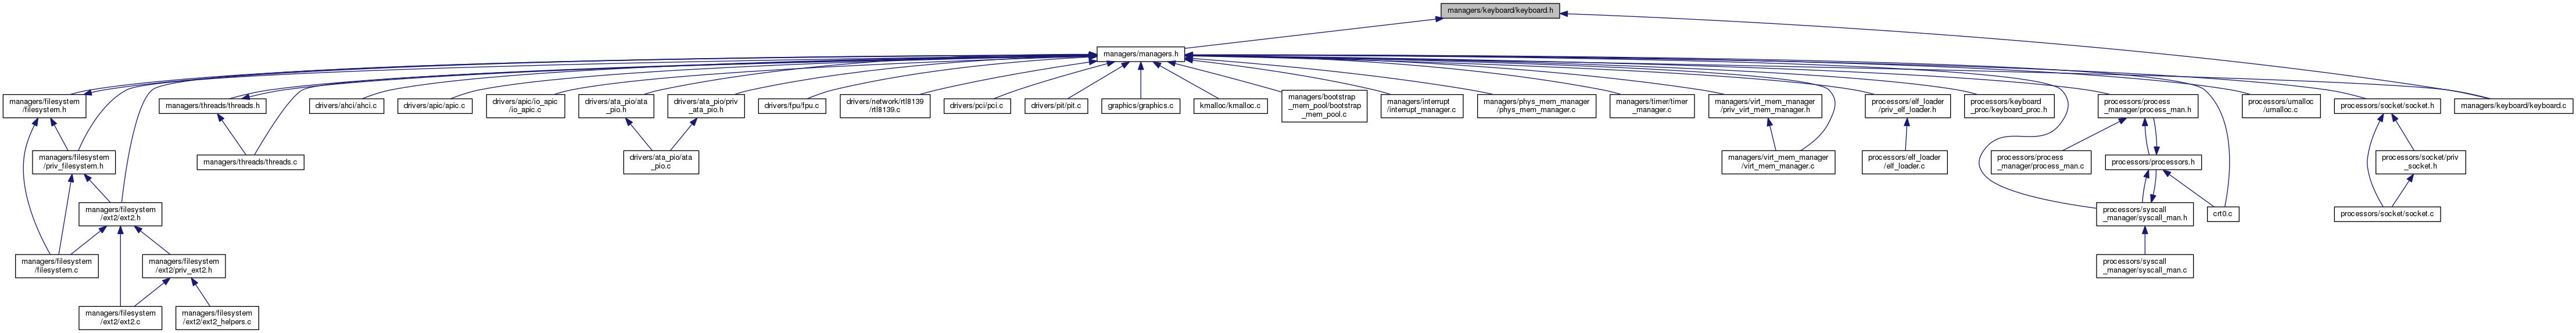 managers/keyboard/keyboard.h
managers/managers.h
managers/filesystem
/filesystem.h
managers/threads/threads.h
drivers/ahci/ahci.c
drivers/apic/apic.c
drivers/apic/io_apic
/io_apic.c
drivers/ata_pio/ata
_pio.h
drivers/ata_pio/priv
_ata_pio.h
drivers/fpu/fpu.c
drivers/network/rtl8139
/rtl8139.c
drivers/pci/pci.c
drivers/pit/pit.c
graphics/graphics.c
kmalloc/kmalloc.c
managers/bootstrap
_mem_pool/bootstrap
_mem_pool.c
managers/interrupt
/interrupt_manager.c
managers/phys_mem_manager
/phys_mem_manager.c
managers/timer/timer
_manager.c
managers/virt_mem_manager
/priv_virt_mem_manager.h
processors/elf_loader
/priv_elf_loader.h
processors/keyboard
_proc/keyboard_proc.h
processors/process
_manager/process_man.h
processors/umalloc
/umalloc.c
processors/socket/socket.h
managers/keyboard/keyboard.c
managers/filesystem
/priv_filesystem.h
managers/threads/threads.c
drivers/ata_pio/ata
_pio.c
managers/virt_mem_manager
/virt_mem_manager.c
processors/elf_loader
/elf_loader.c
processors/process
_manager/process_man.c
processors/processors.h
processors/socket/priv
_socket.h
managers/filesystem
/ext2/ext2.h
processors/syscall
_manager/syscall_man.h
crt0.c
processors/socket/socket.c
managers/filesystem
/filesystem.c
managers/filesystem
/ext2/priv_ext2.h
processors/syscall
_manager/syscall_man.c
managers/filesystem
/ext2/ext2.c
managers/filesystem
/ext2/ext2_helpers.c